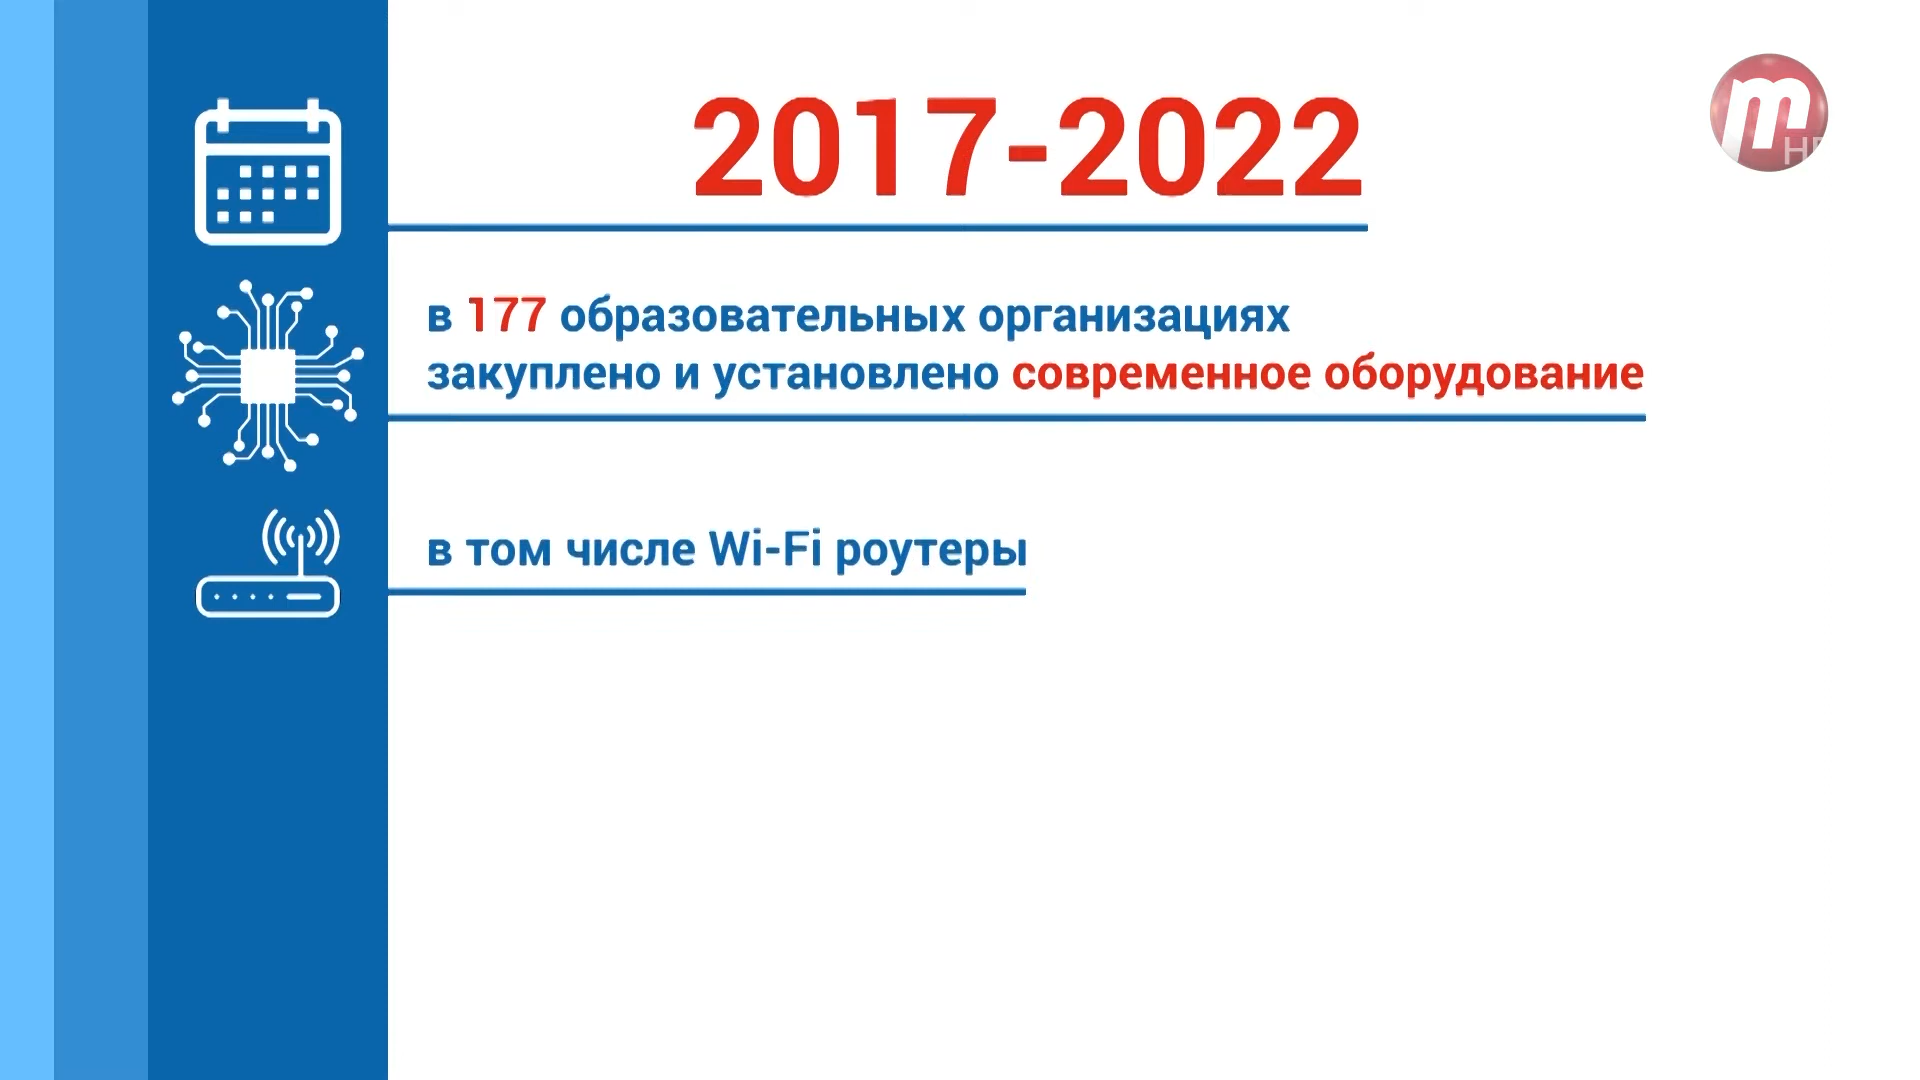 2017-2022
в 177 образовательных организациях
закуплено и установлено современное оборудование
в том числе Wi-Fi роутеры
m